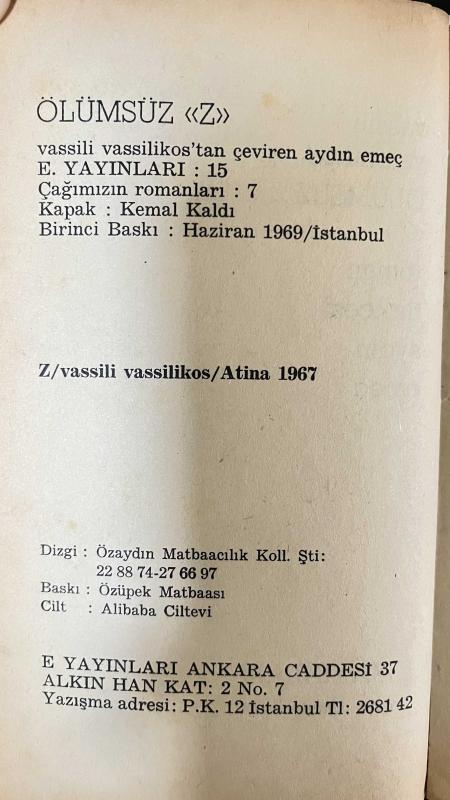 ÖLÜMSÜZ «Z»
vassili vassilikos'tan çeviren aydın emeç
E. YAYINLARI : 15
Çağımızın romanları : 7
Kapak : Kemal Kaldı
Birinci Baskı : Haziran 1969/İstanbul
Z/vassili vassilikos/Atina 1967
Dizgi : Özaydın Matbaacılık Koll. Şti:
22 88 74-27 66 97
Baskı : Özüpek Matbaası
Cilt : Alibaba Ciltevi
E YAYINLARI ANKARA CADDESİ 37
ALKIN HAN KAT: 2 No. 7
Yazışma adresi: P.K. 12 İstanbul Tl: 2681 42